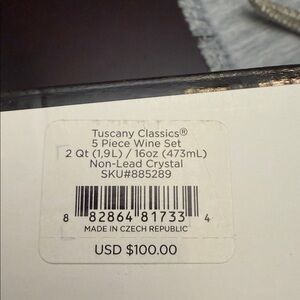 Tuscany Classics®
5 Piece Wine Set
2 Qt (1,9L) / 16oz (473mL)
Non-Lead Crystal
SKU#885289
8 82864 81733 4
MADE IN CZECH REPUBLIC
USD $100.00